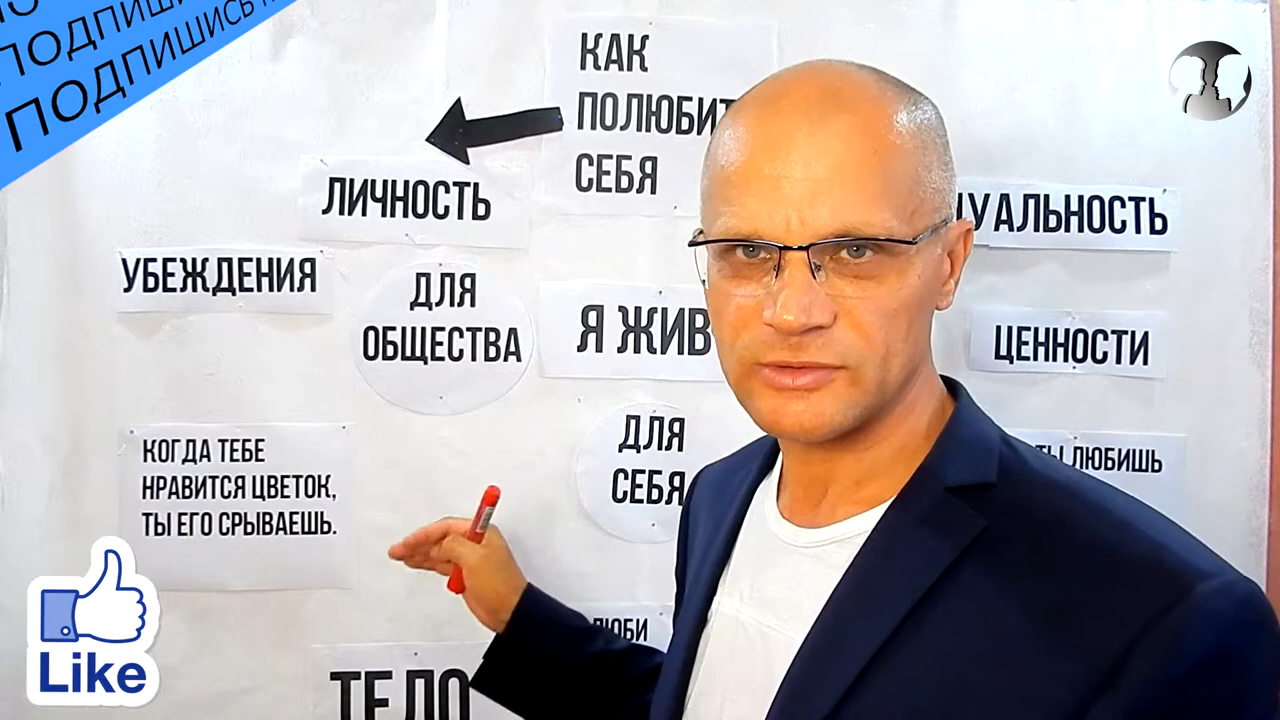 ПОДПИШИ
ПОДПИШИСЬ
КАК
ПОЛЮБИТ
СЕБЯ
ЛИЧНОСТЬ
УАЛЬНОСТЬ
УБЕЖДЕНИЯ
ДЛЯ
ОБЩЕСТВА
Я ЖИВ
ЦЕННОСТИ
КОГДА ТЕБЕ
НРАВИТСЯ ЦВЕТОК,
ТЫ ЕГО СРЫВАЕШЬ.
ДЛЯ
СЕБЯ
ТЫ ЛЮБИШЬ
ЛЮБИ
ТЕЛО
Like